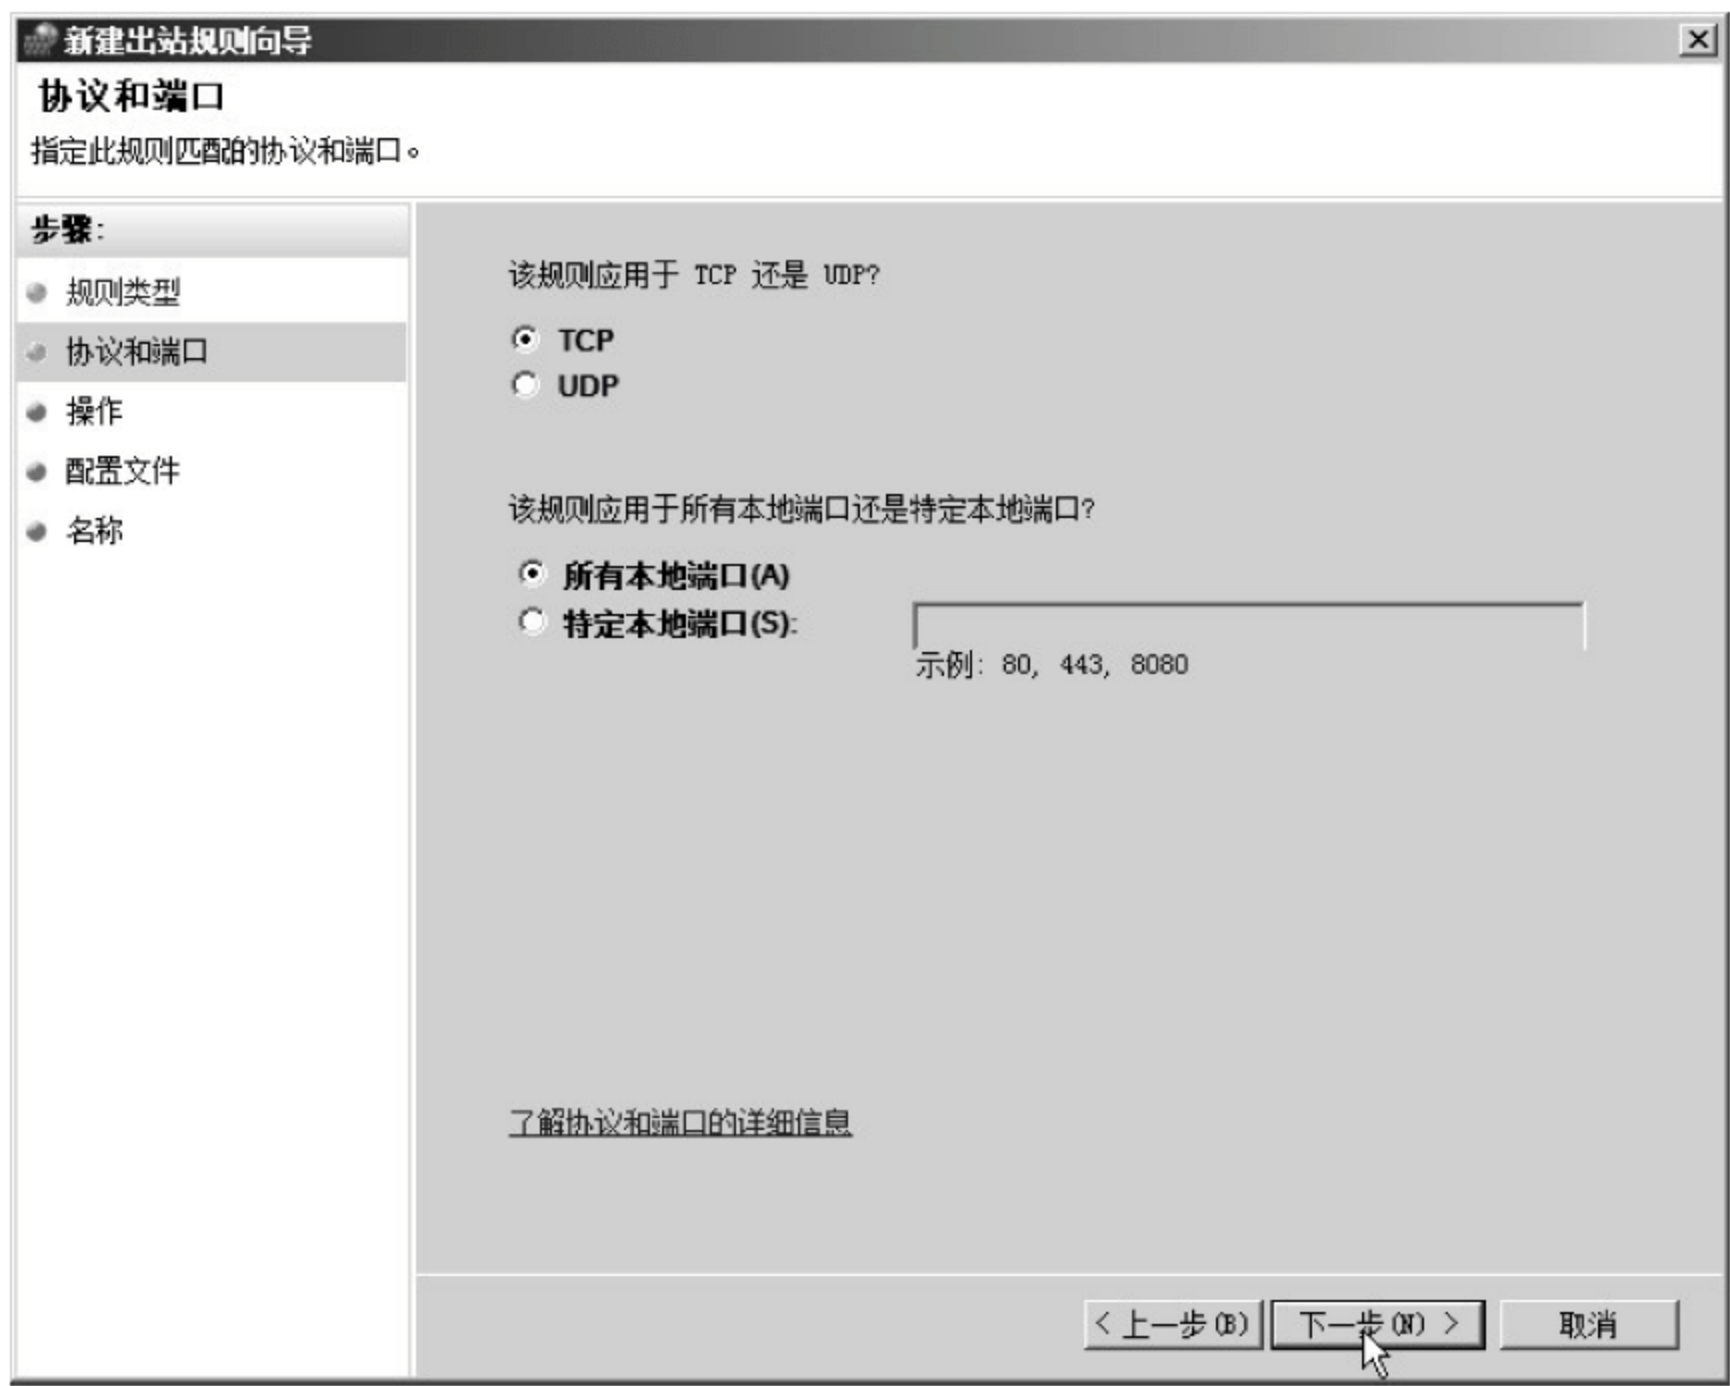 新建出站规则向导
协议和端口
指定此规则匹配的协议和端口。
步骤:
规则类型
协议和端口
操作
配置文件
名称
该规则应用于 TCP 还是 UDP?
TCP
UDP
该规则应用于所有本地端口还是特定本地端口?
所有本地端口(A)
特定本地端口(S):
示例: 80, 443, 8080
了解协议和端口的详细信息
< 上一步(B) 下一步(N) > 取消